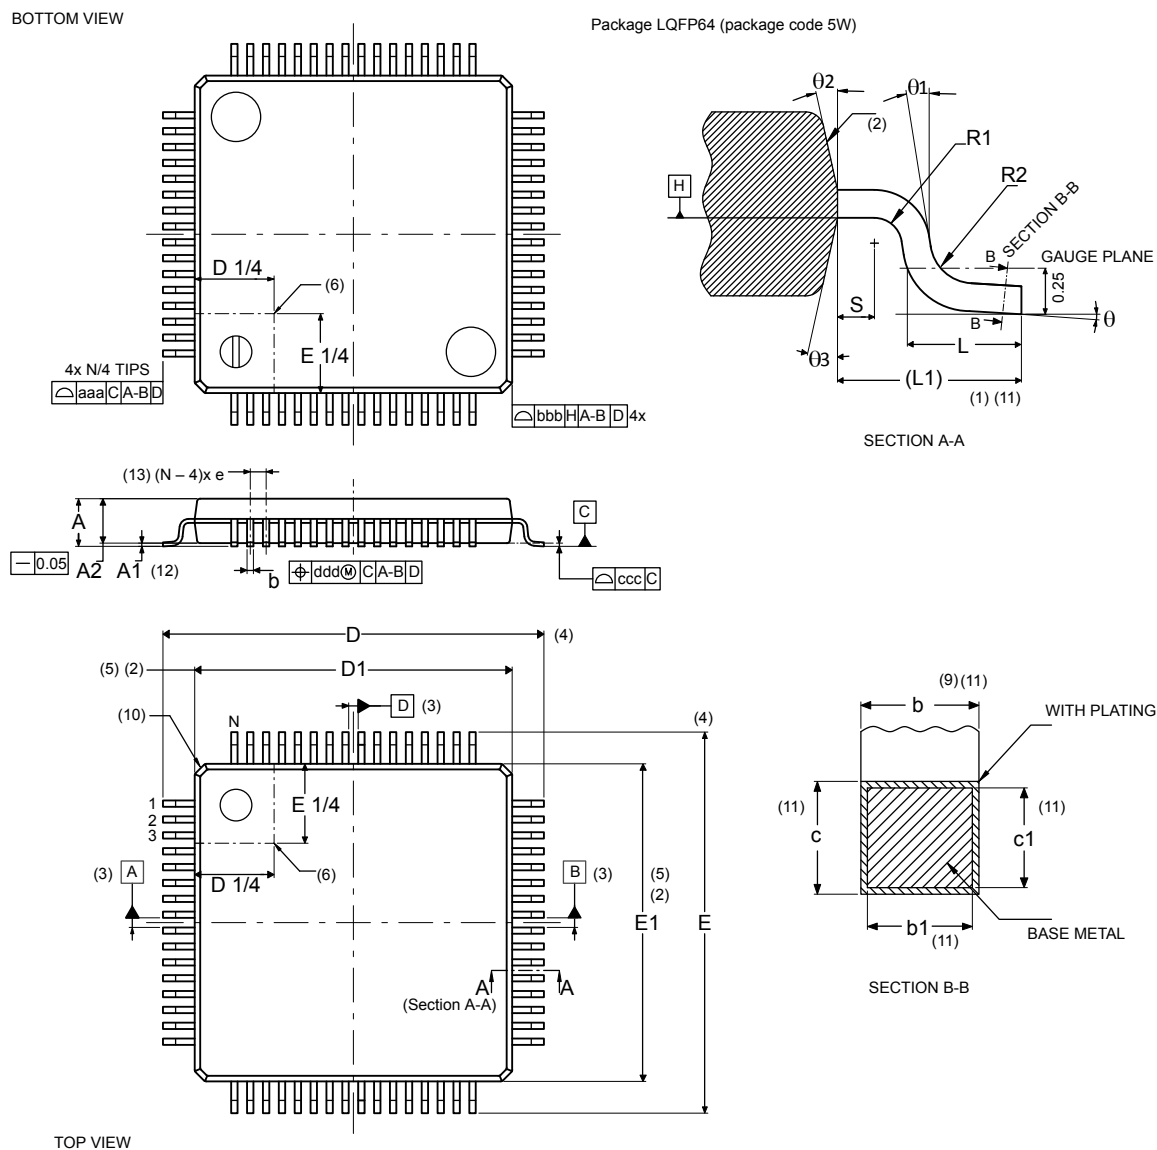 BOTTOM VIEW
Package LQFP64 (package code 5W)
D 1/4
(6)
E 1/4
4x N/4 TIPS
⌓ aaa C A-B D
⌓ bbb H A-B D 4x
θ2
θ1
(2)
R1
R2
H
SECTION B-B
B
GAUGE PLANE
0.25
S
B
θ
θ3
L
(L1)
(1) (11)
SECTION A-A
(13) (N – 4)x e
A
C
— 0.05
A2
A1
(12)
b
⌖ dddⓂ C A-B D
⌓ ccc C
D
(4)
(5) (2)
D1
D
(3)
(10)
N
(4)
1
2
3
E 1/4
D 1/4
(6)
(3)
A
B
(3)
(5)
(2)
E1
E
A
A
(Section A-A)
TOP VIEW
(9) (11)
b
WITH PLATING
(11)
c
(11)
c1
b1
(11)
BASE METAL
SECTION B-B